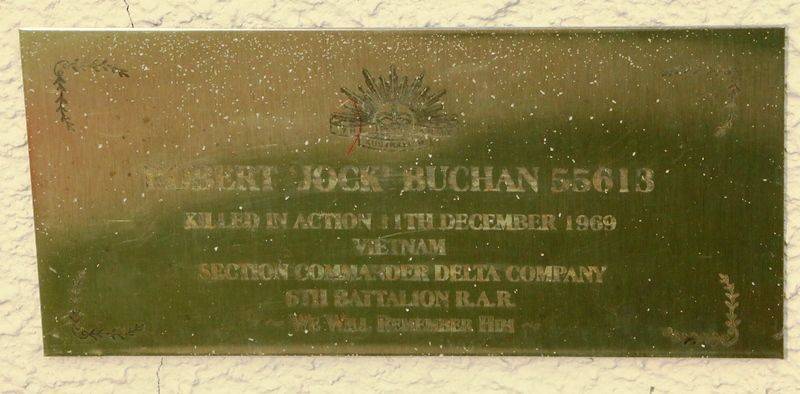 AUSTRALIA
ROBERT 'JOCK' BUCHAN 55613
KILLED IN ACTION 11TH DECEMBER 1969
VIETNAM
SECTION COMMANDER DELTA COMPANY
6TH BATTALION R.A.R.
~ WE WILL REMEMBER HIM ~